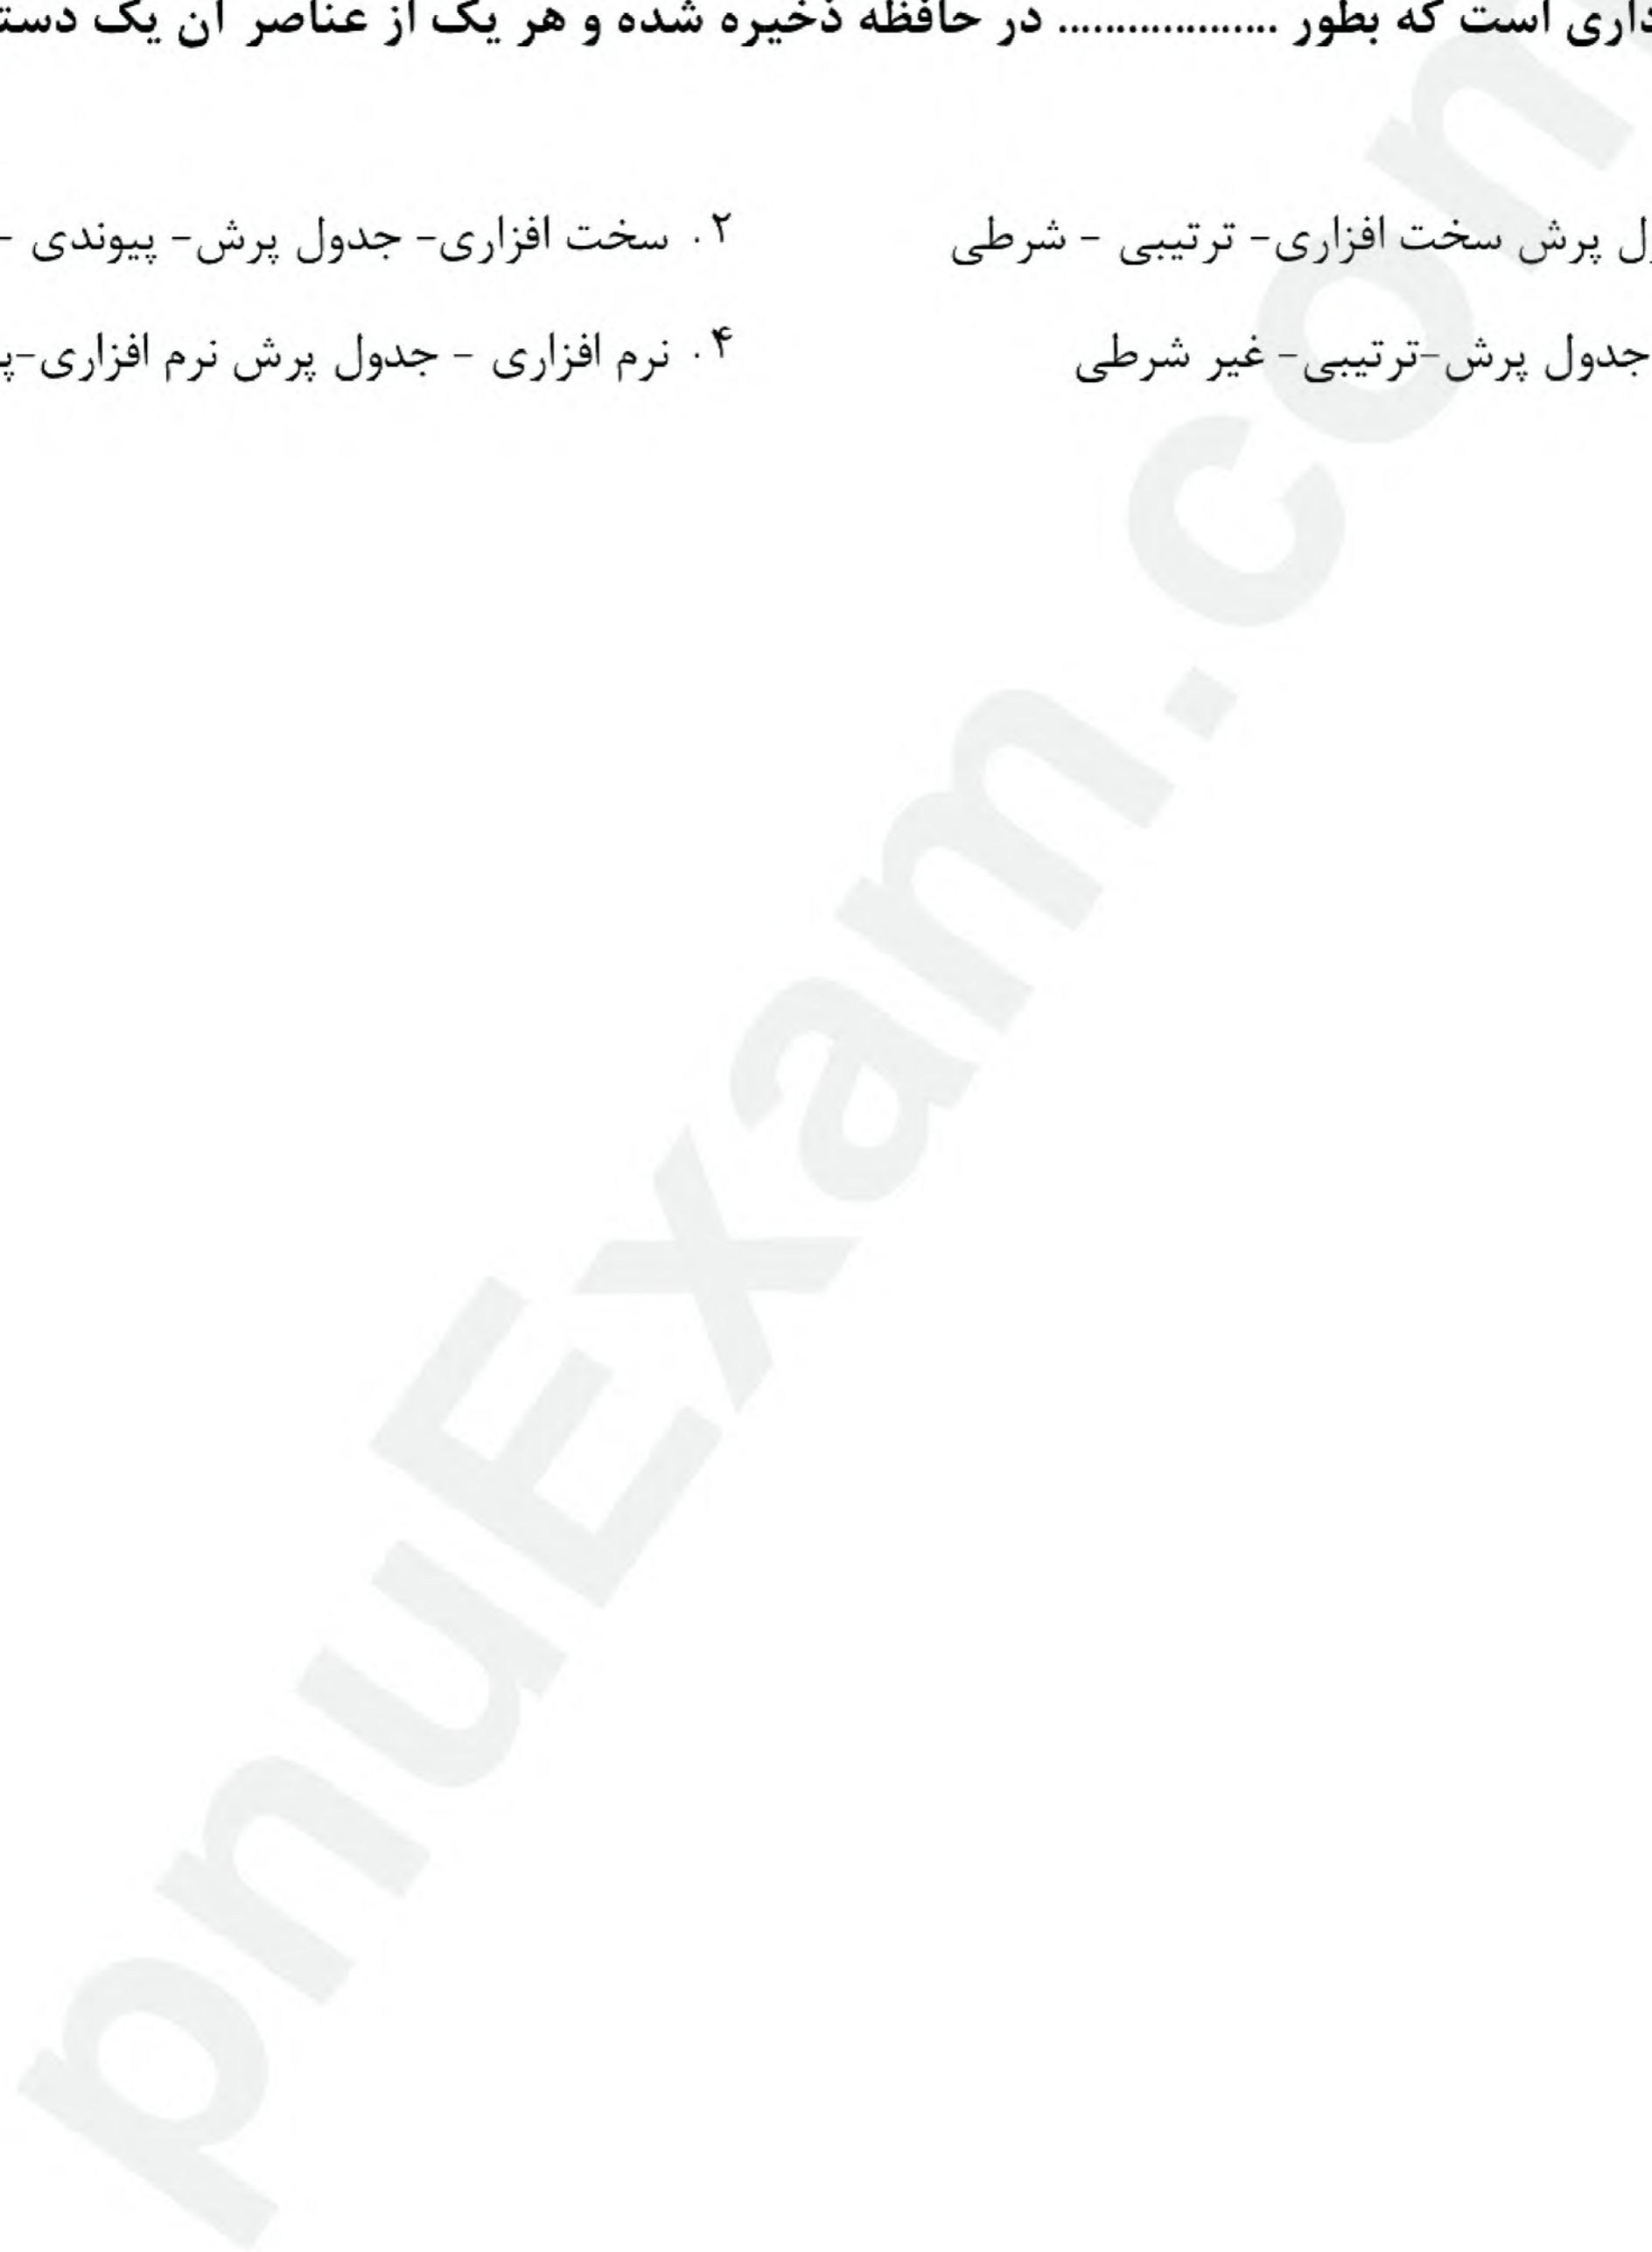 داری است که بطور ................... در حافظه ذخیره شده و هر یک از عناصر آن یک
پرش سخت افزاری- ترتیبی - شرطی ۲. سخت افزاری- جدول پرش- پیوندی -
جدول پرش-ترتیبی- غیر شرطی ۴. نرم افزاری - جدول پرش نرم افزاری-
pnuExam.com